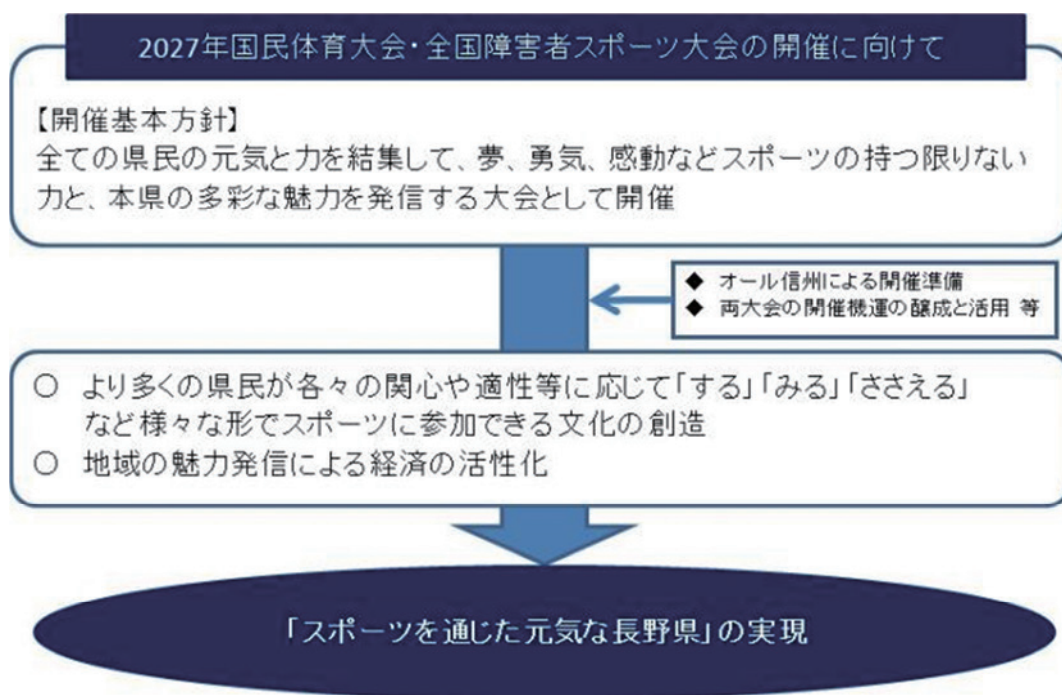 2027年国民体育大会・全国障害者スポーツ大会の開催に向けて
【開催基本方針】
全ての県民の元気と力を結集して、夢、勇気、感動などスポーツの持つ限りない
力と、本県の多彩な魅力を発信する大会として開催
◆ オール信州による開催準備
◆ 両大会の開催機運の醸成と活用 等
○ より多くの県民が各々の関心や適性等に応じて「する」「みる」「ささえる」
など様々な形でスポーツに参加できる文化の創造
○ 地域の魅力発信による経済の活性化
「スポーツを通じた元気な長野県」の実現